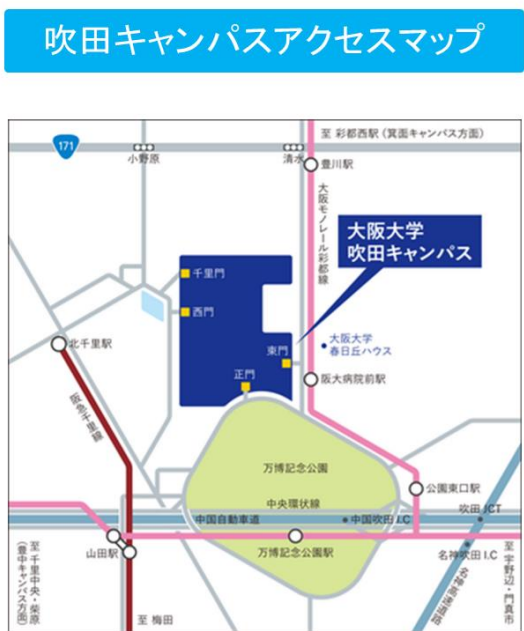 吹田キャンパスアクセスマップ
171
小野原
清水
至 彩都西駅（箕面キャンパス方面）
豊川駅
大阪モノレール彩都線
大阪大学
吹田キャンパス
千里門
西門
東門
正門
大阪大学
春日丘ハウス
阪大病院前駅
北千里駅
阪急千里線
万博記念公園
公園東口駅
中央環状線
中国自動車道
中国吹田 I.C
吹田 JCT
山田駅
万博記念公園駅
名神吹田 I.C
名神高速道路
至 千里中央・柴原
（豊中キャンパス方面）
至 梅田
至 宇野辺・門真市